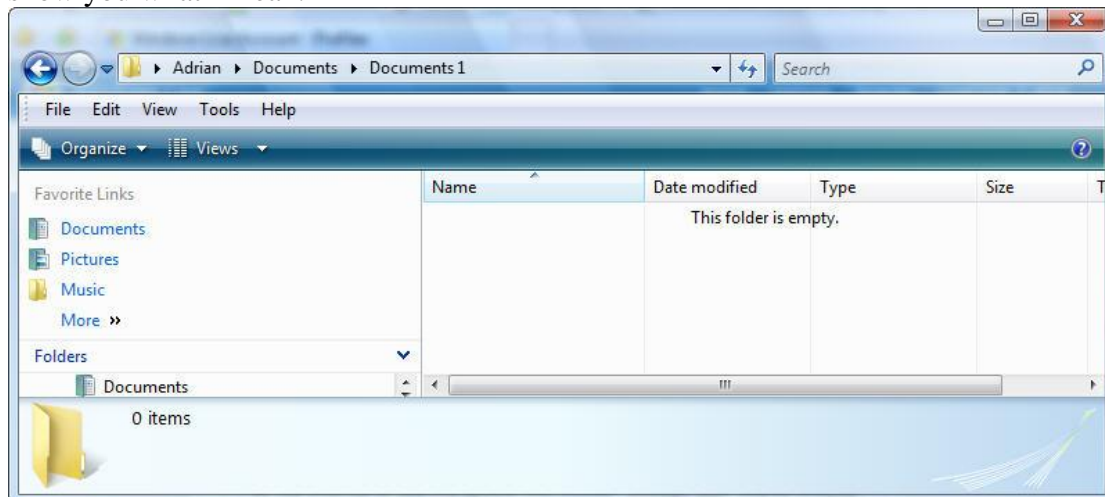 Adrian Documents Documents 1 Search
File Edit View Tools Help
Organize Views
Favorite Links
Documents
Pictures
Music
More
Folders
Documents
Name Date modified Type Size T
This folder is empty.
0 items